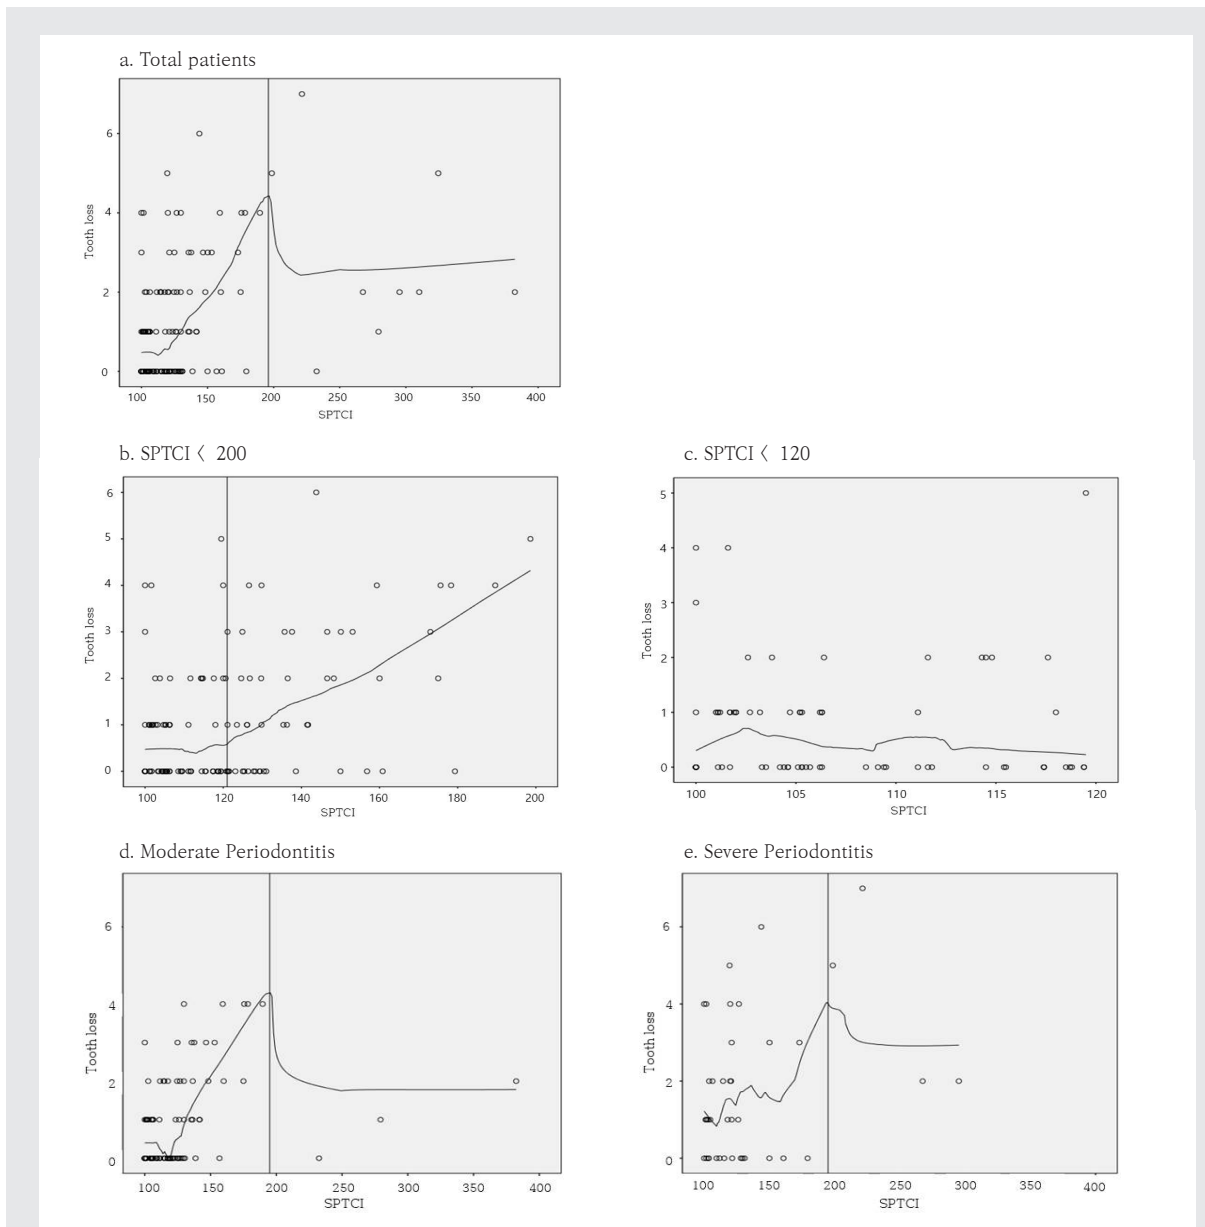 a. Total patients
6
4
2
0
Tooth loss
100 150 200 250 300 350 400
SPTCI
b. SPTCI < 200
6
5
4
3
2
1
0
Tooth loss
100 120 140 160 180 200
SPTCI
c. SPTCI < 120
5
4
3
2
1
0
Tooth loss
100 105 110 115 120
SPTCI
d. Moderate Periodontitis
6
4
2
0
Tooth loss
100 150 200 250 300 350 400
SPTCI
e. Severe Periodontitis
6
4
2
0
Tooth loss
100 150 200 250 300 350 400
SPTCI